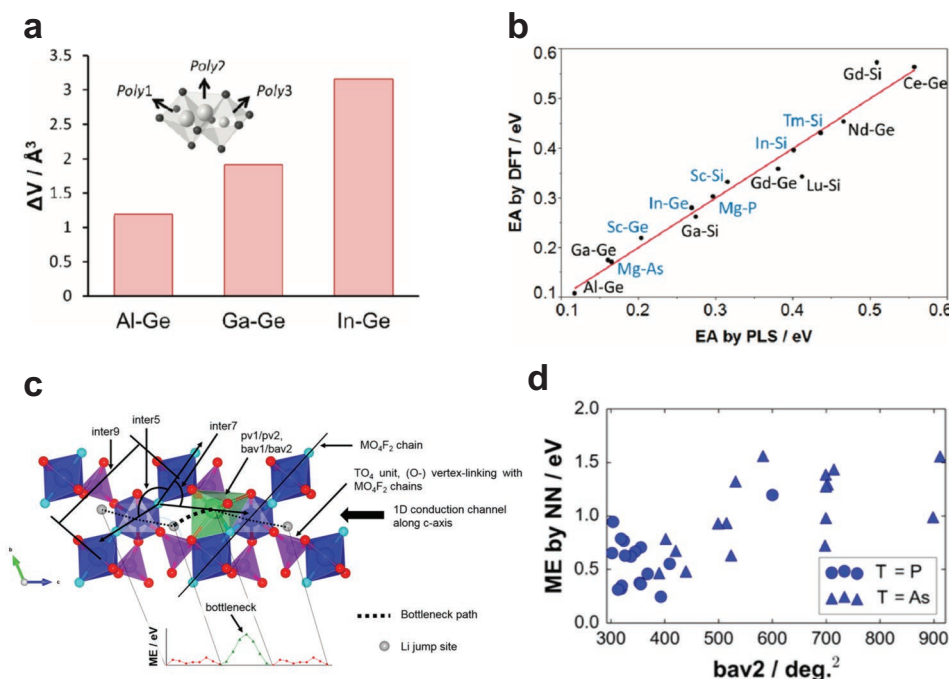 a
ΔV / Å³
3.5
3
2.5
2
1.5
1
0.5
0
Poly1
Poly2
Poly3
Al-Ge
Ga-Ge
In-Ge
b
EA by DFT / eV
0.6
0.5
0.4
0.3
0.2
0.1
Gd-Si
Ce-Ge
Tm-Si
Nd-Ge
In-Si
Gd-Ge
Lu-Si
Sc-Si
In-Ge
Mg-P
Ga-Si
Sc-Ge
Ga-Ge
Mg-As
Al-Ge
0.1 0.2 0.3 0.4 0.5 0.6
EA by PLS / eV
c
inter9
inter5
inter7
pv1/pv2,
bav1/bav2
MO₄F₂ chain
TO₄ unit, (O-) vertex-linking with
MO₄F₂ chains
1D conduction channel
along c-axis
b
c
bottleneck
ME / eV
Bottleneck path
Li jump site
d
ME by NN / eV
2.0
1.5
1.0
0.5
0.0
T = P
T = As
300 400 500 600 700 800 900
bav2 / deg.²